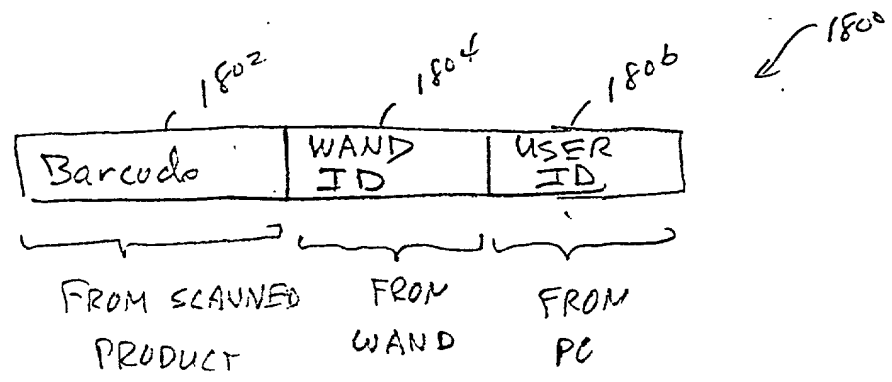 1800
1802 1804 1806
Barcode WAND ID USER ID
FROM SCANNED PRODUCT
FROM WAND
FROM PC